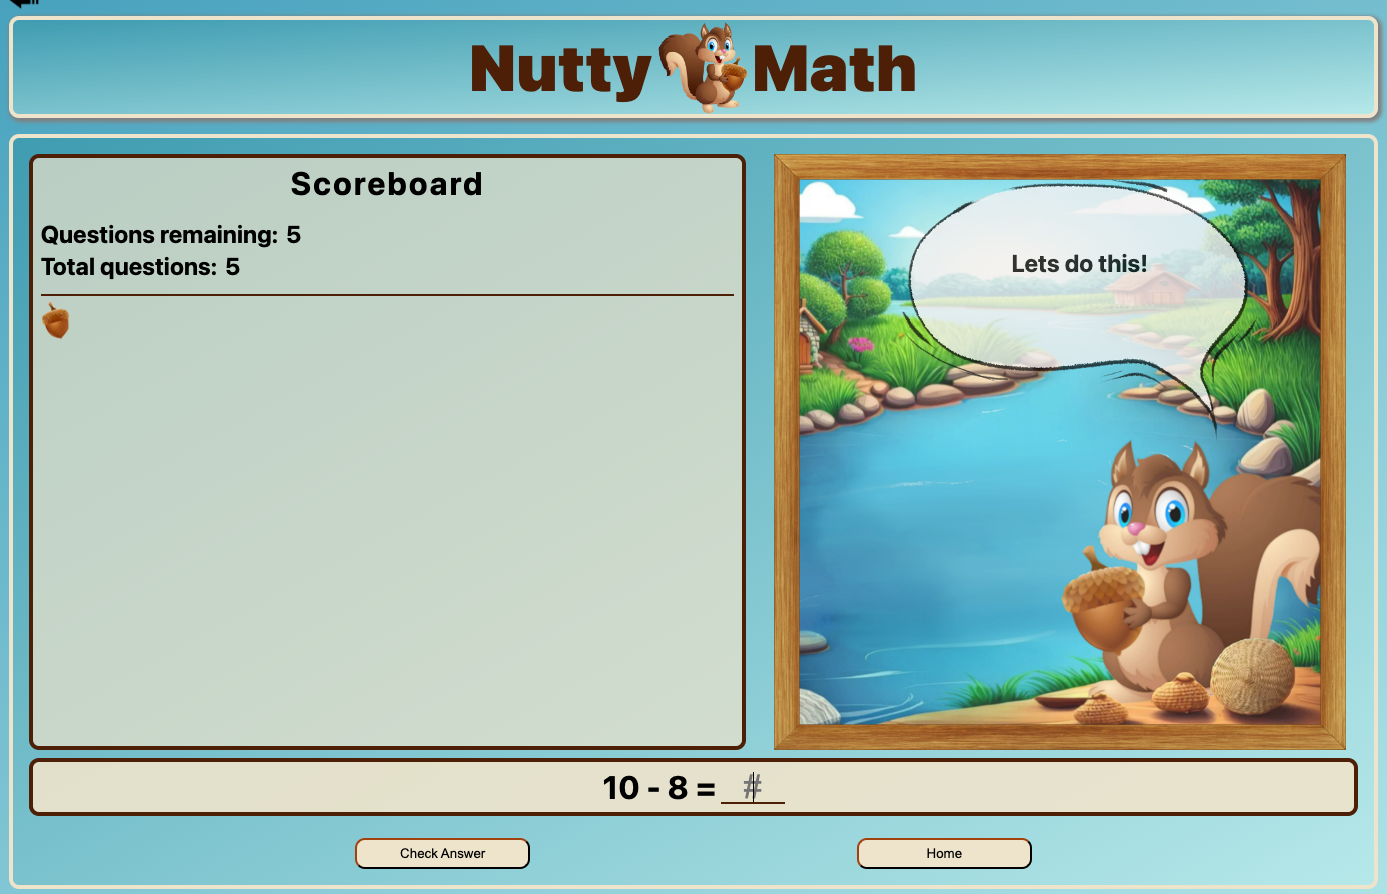 Nutty Math
Scoreboard
Questions remaining: 5
Total questions: 5
Lets do this!
10 - 8 = #
Check Answer
Home